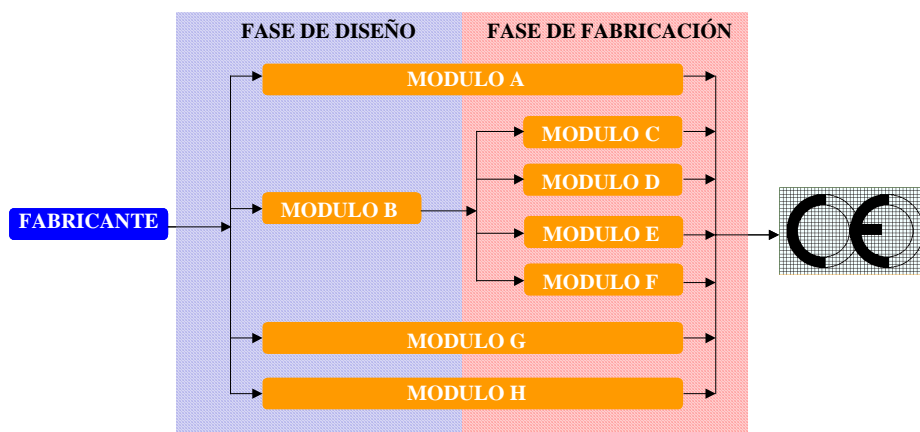 FASE DE DISEÑO
FASE DE FABRICACIÓN
MODULO A
MODULO C
MODULO D
MODULO B
FABRICANTE
MODULO E
MODULO F
MODULO G
MODULO H
CE